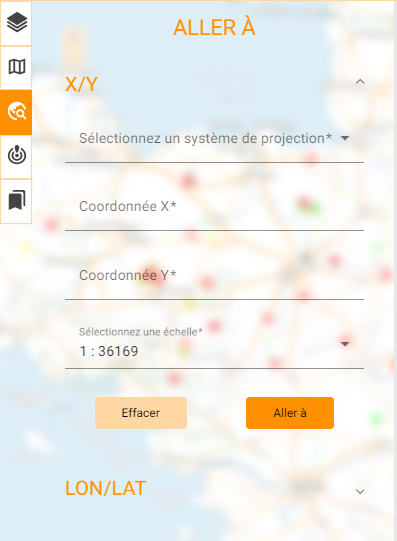 ALLER À
X/Y
Sélectionnez un système de projection*
Coordonnée X*
Coordonnée Y*
Sélectionnez une échelle*
1 : 36169
Effacer
Aller à
LON/LAT